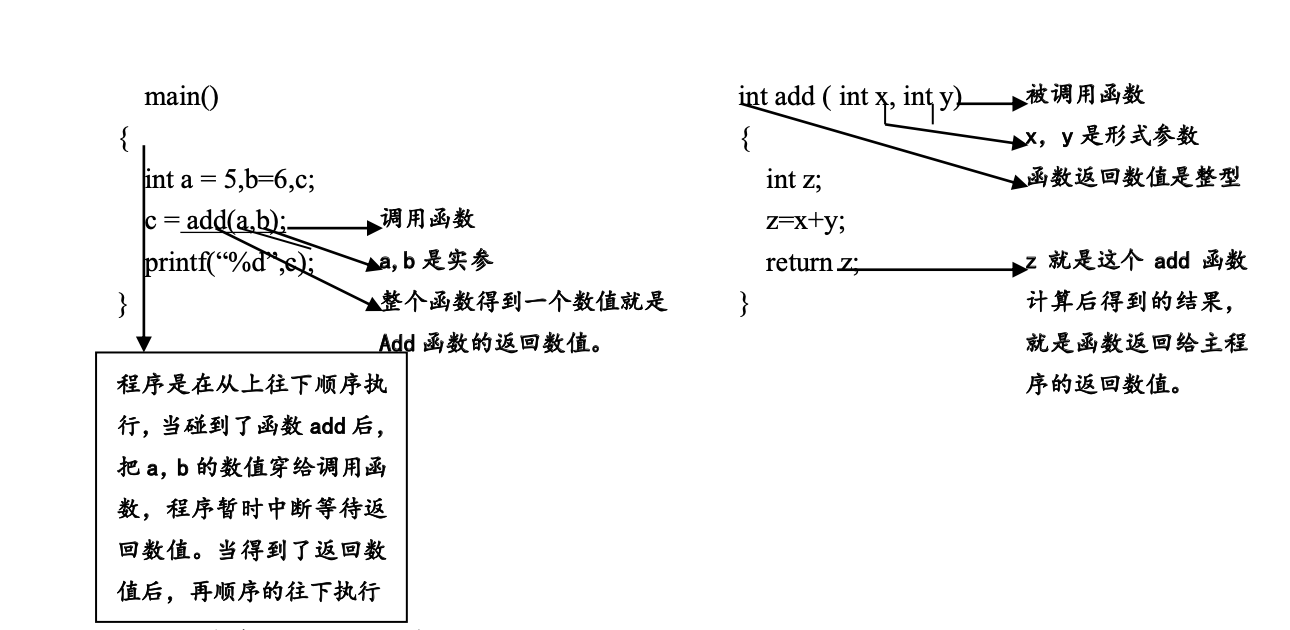 main()
{
int a = 5,b=6,c;
c = add(a,b);
printf(“%d”,c);
}
调用函数
a,b 是实参
整个函数得到一个数值就是
Add 函数的返回数值。
程序是在从上往下顺序执
行，当碰到了函数 add 后，
把 a，b 的数值穿给调用函
数，程序暂时中断等待返
回数值。当得到了返回数
值后，再顺序的往下执行
int add ( int x, int y)
{
int z;
z=x+y;
return z;
}
被调用函数
x，y 是形式参数
函数返回数值是整型
z 就是这个 add 函数
计算后得到的结果，
就是函数返回给主程
序的返回数值。